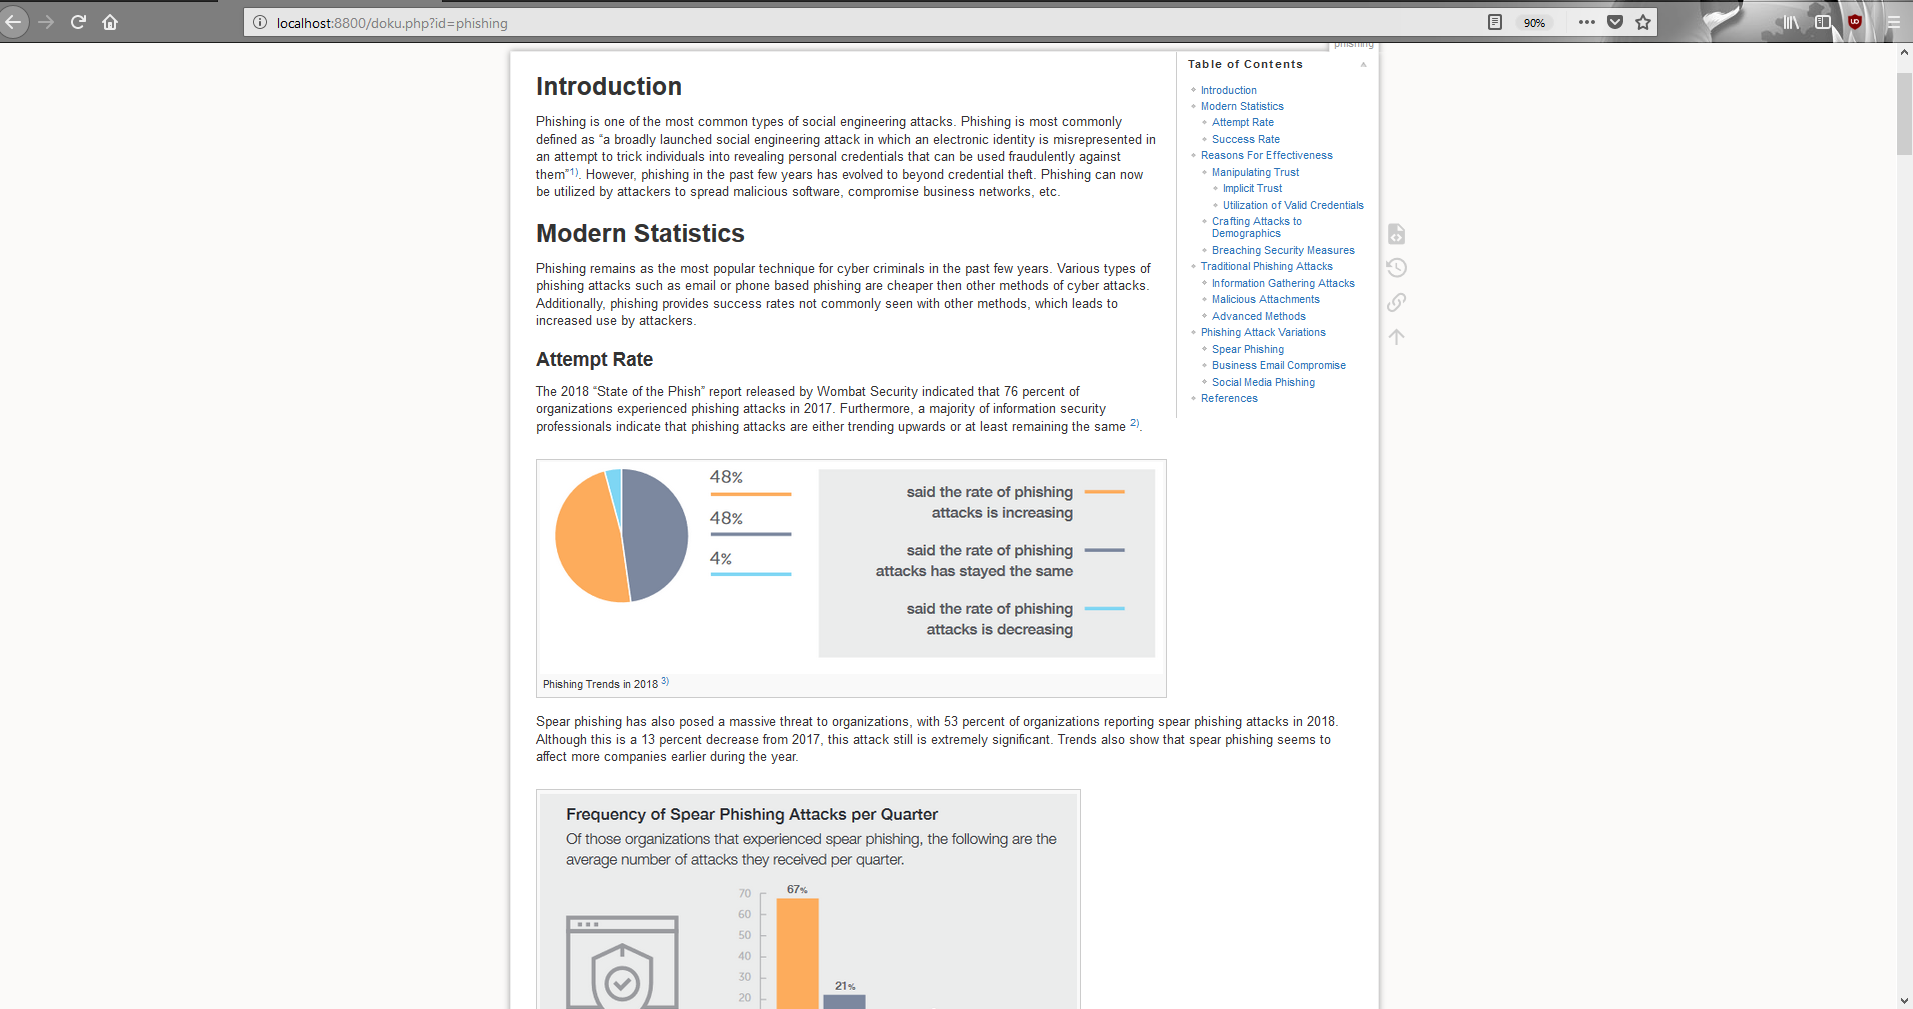 localhost:8800/doku.php?id=phishing
90%
phishing
Introduction
Phishing is one of the most common types of social engineering attacks. Phishing is most commonly
defined as “a broadly launched social engineering attack in which an electronic identity is misrepresented in
an attempt to trick individuals into revealing personal credentials that can be used fraudulently against
them”1). However, phishing in the past few years has evolved to beyond credential theft. Phishing can now
be utilized by attackers to spread malicious software, compromise business networks, etc.
Modern Statistics
Phishing remains as the most popular technique for cyber criminals in the past few years. Various types of
phishing attacks such as email or phone based phishing are cheaper then other methods of cyber attacks.
Additionally, phishing provides success rates not commonly seen with other methods, which leads to
increased use by attackers.
Attempt Rate
The 2018 “State of the Phish” report released by Wombat Security indicated that 76 percent of
organizations experienced phishing attacks in 2017. Furthermore, a majority of information security
professionals indicate that phishing attacks are either trending upwards or at least remaining the same 2).
Table of Contents
Introduction
Modern Statistics
Attempt Rate
Success Rate
Reasons For Effectiveness
Manipulating Trust
Implicit Trust
Utilization of Valid Credentials
Crafting Attacks to
Demographics
Breaching Security Measures
Traditional Phishing Attacks
Information Gathering Attacks
Malicious Attachments
Advanced Methods
Phishing Attack Variations
Spear Phishing
Business Email Compromise
Social Media Phishing
References
48%
48%
4%
said the rate of phishing
attacks is increasing
said the rate of phishing
attacks has stayed the same
said the rate of phishing
attacks is decreasing
Phishing Trends in 2018 3)
Spear phishing has also posed a massive threat to organizations, with 53 percent of organizations reporting spear phishing attacks in 2018.
Although this is a 13 percent decrease from 2017, this attack still is extremely significant. Trends also show that spear phishing seems to
affect more companies earlier during the year.
Frequency of Spear Phishing Attacks per Quarter
Of those organizations that experienced spear phishing, the following are the
average number of attacks they received per quarter.
70
60
50
40
30
20
67%
21%